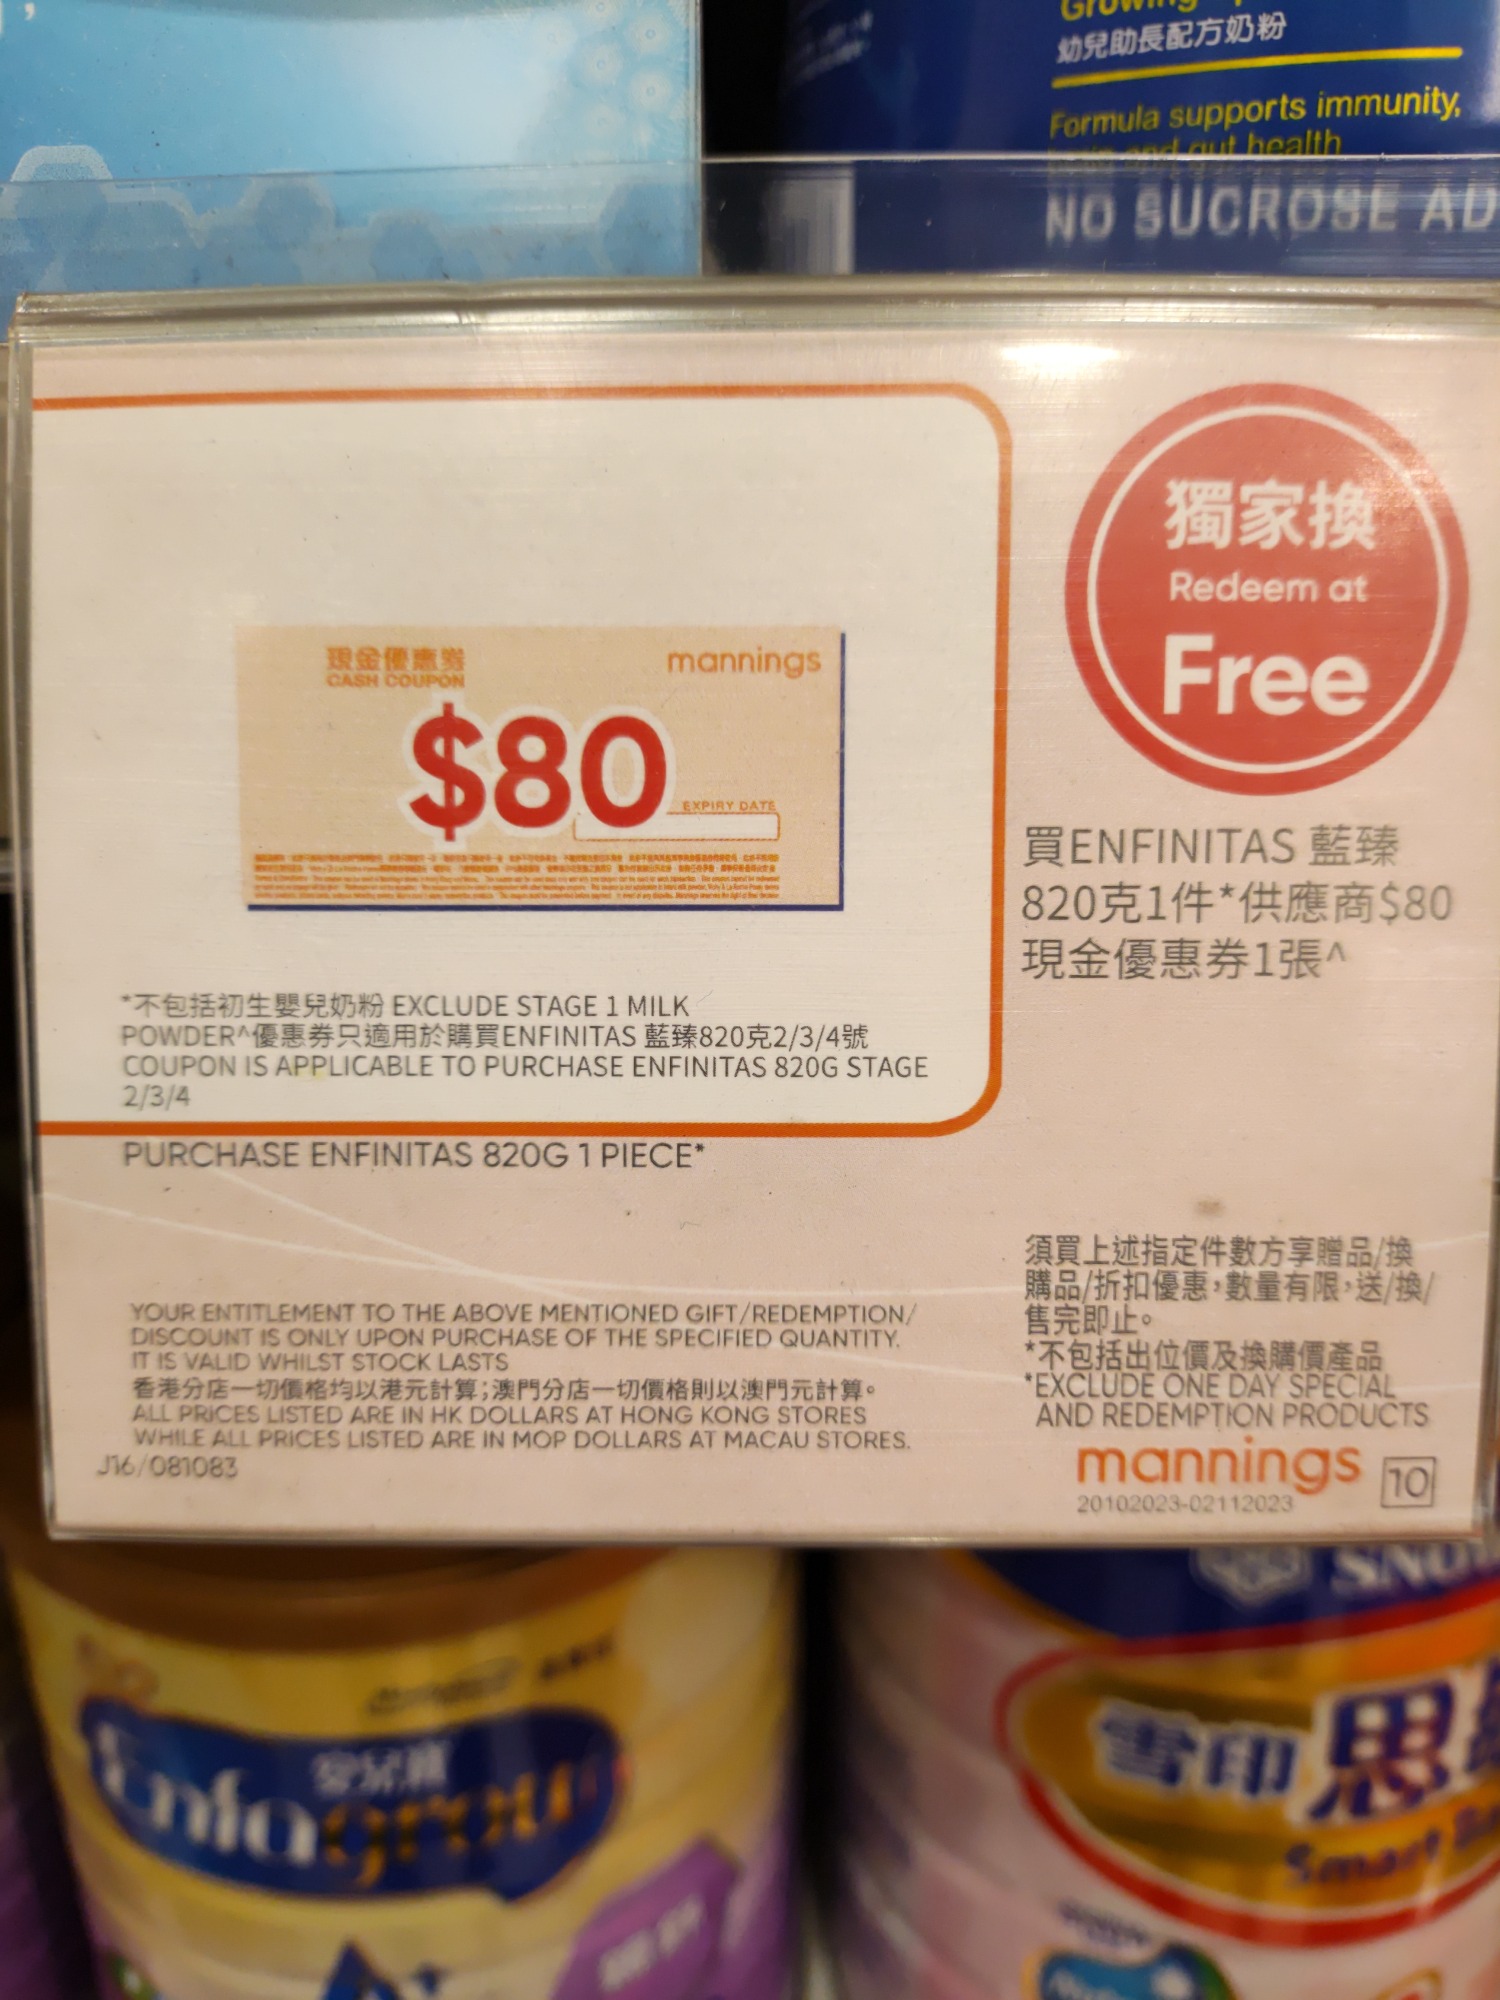 幼兒助長配方奶粉
Formula supports immunity,
and gut health
NO SUCROSE AD
獨家換
Redeem at
Free
現金優惠券
CASH COUPON
mannings
$80
EXPIRY DATE
買ENFINITAS 藍臻
820克1件*供應商$80
現金優惠券1張^
*不包括初生嬰兒奶粉 EXCLUDE STAGE 1 MILK
POWDER^優惠券只適用於購買ENFINITAS 藍臻820克2/3/4號
COUPON IS APPLICABLE TO PURCHASE ENFINITAS 820G STAGE
2/3/4
PURCHASE ENFINITAS 820G 1 PIECE*
YOUR ENTITLEMENT TO THE ABOVE MENTIONED GIFT/REDEMPTION/
DISCOUNT IS ONLY UPON PURCHASE OF THE SPECIFIED QUANTITY.
IT IS VALID WHILST STOCK LASTS
香港分店一切價格均以港元計算;澳門分店一切價格則以澳門元計算。
ALL PRICES LISTED ARE IN HK DOLLARS AT HONG KONG STORES
WHILE ALL PRICES LISTED ARE IN MOP DOLLARS AT MACAU STORES.
J16/081083
須買上述指定件數方享贈品/換
購品/折扣優惠,數量有限,送/換/
售完即止。
*不包括出位價及換購價產品
*EXCLUDE ONE DAY SPECIAL
AND REDEMPTION PRODUCTS
mannings
10
20102023-02112023
安兒寶
Enfagrow
A+
雪印 思
Smart